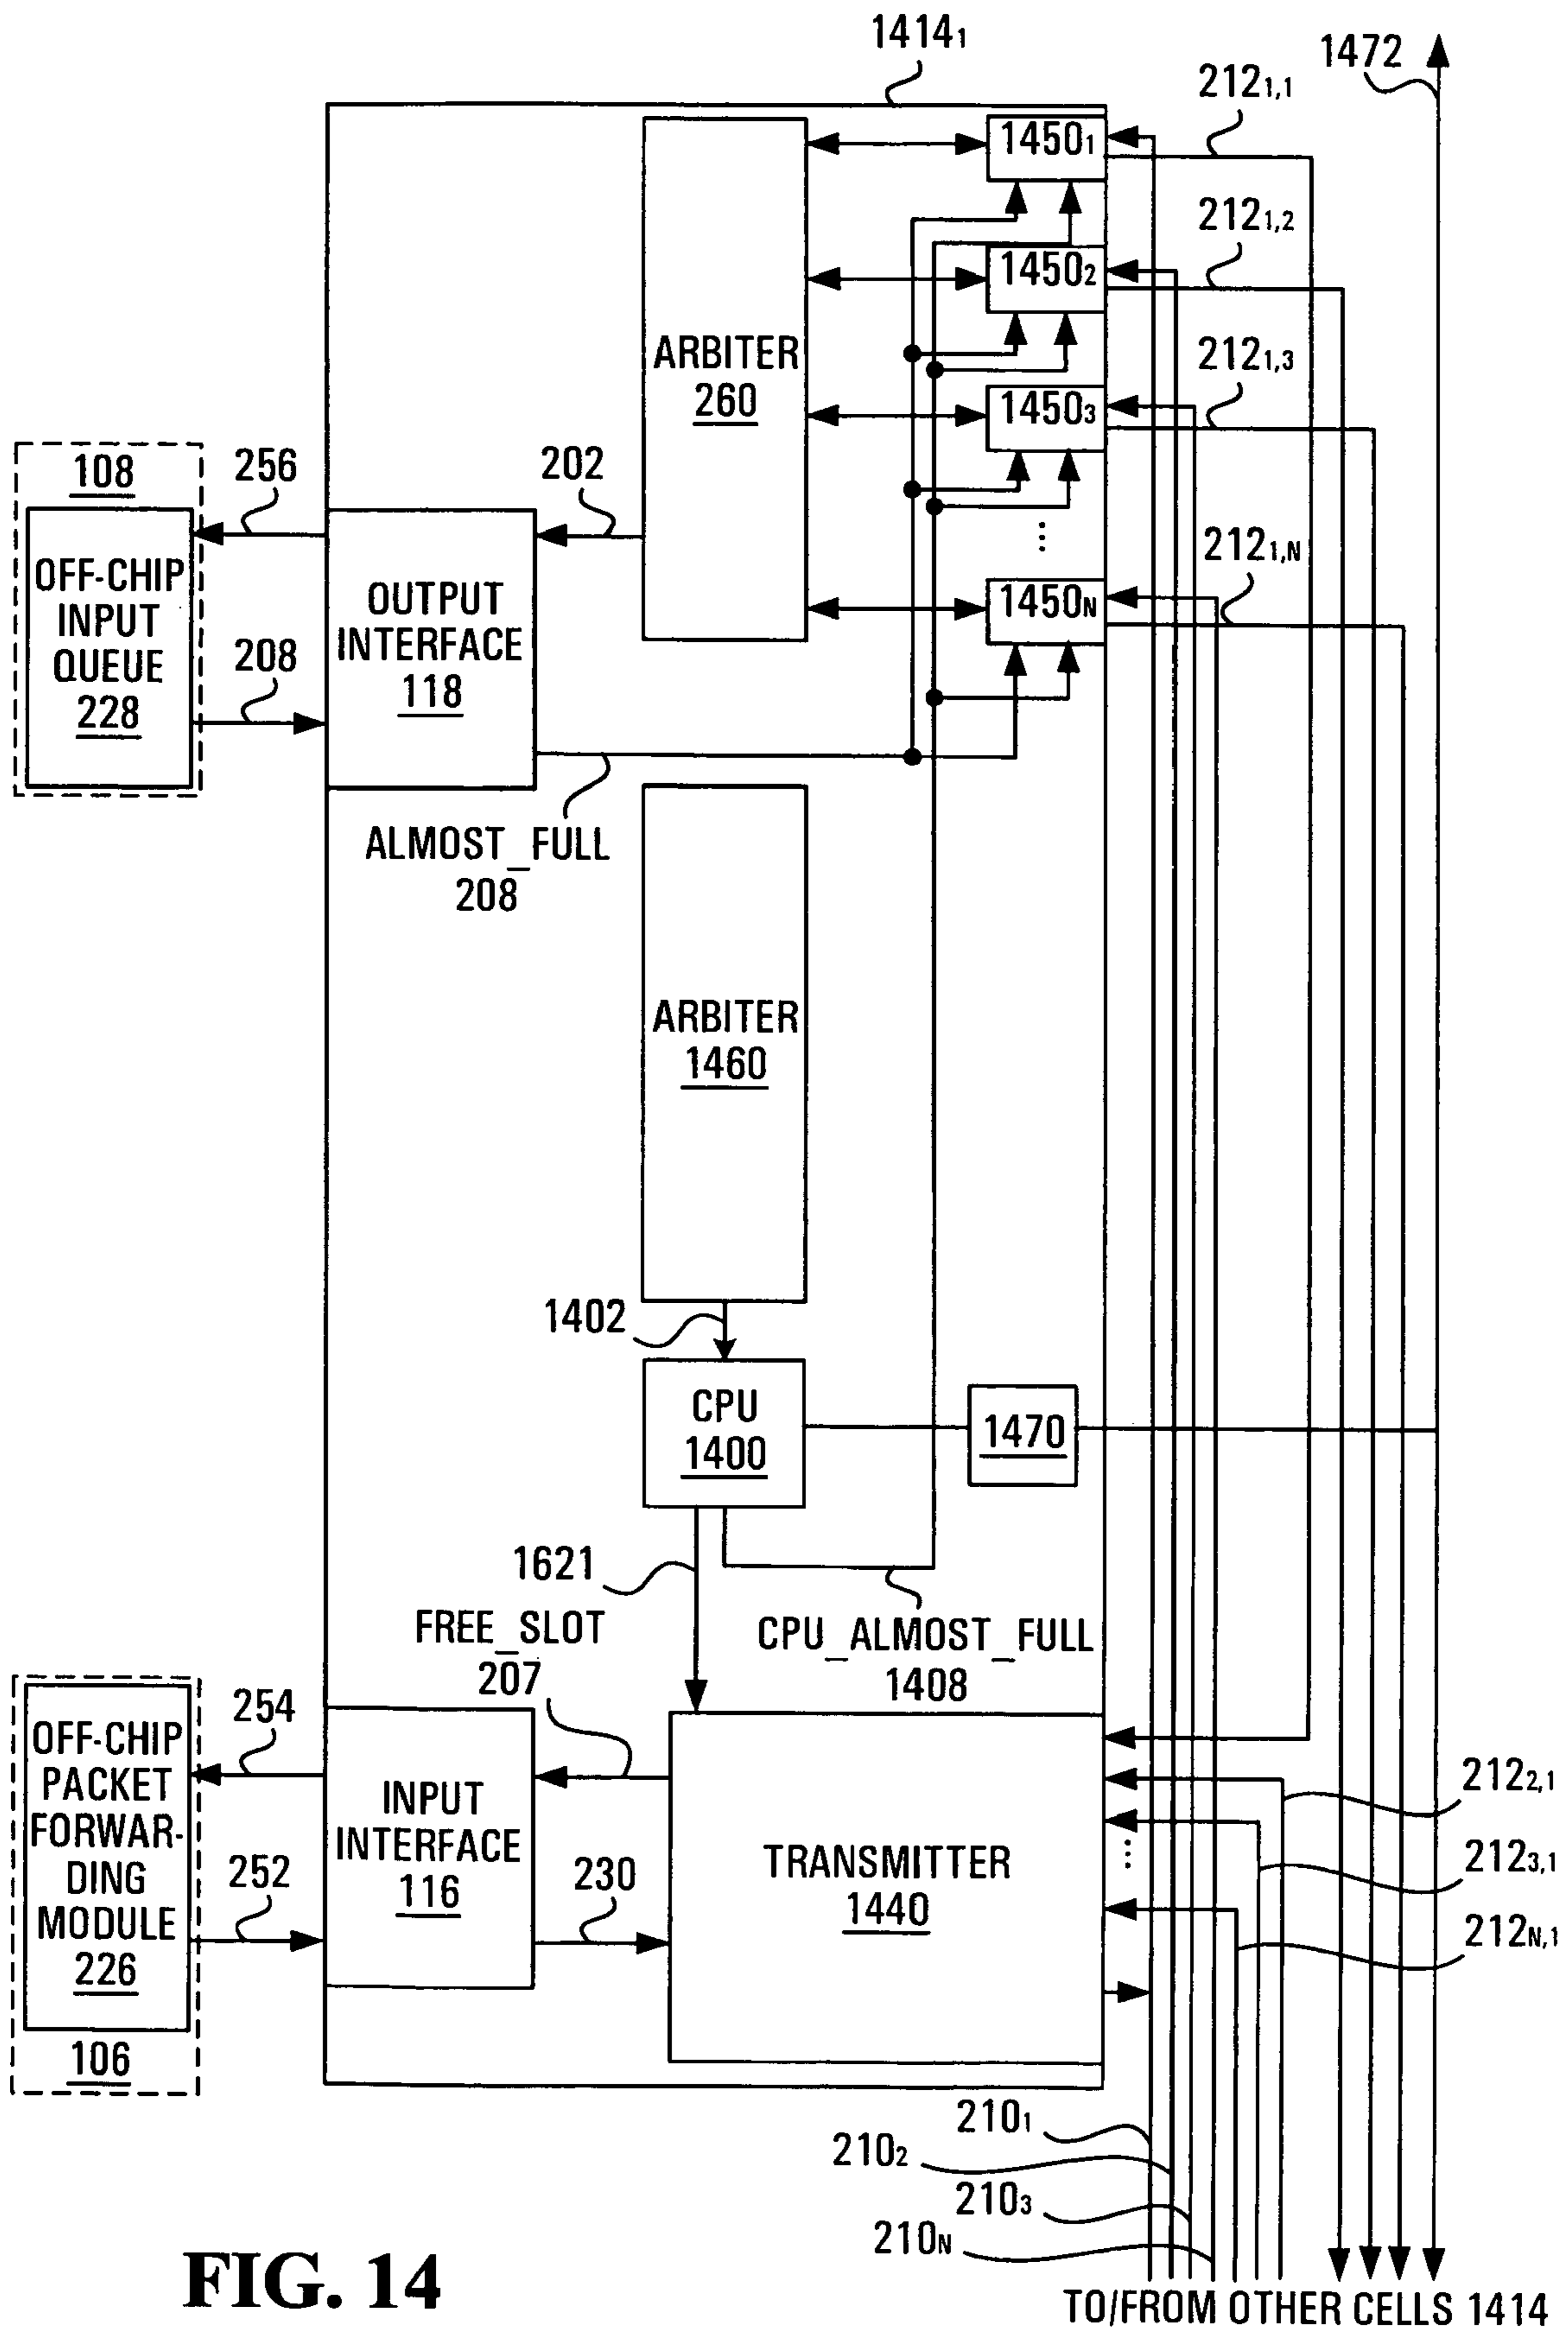 1414₁
1472
212₁,₁
1450₁
212₁,₂
1450₂
ARBITER
260
212₁,₃
1450₃
108
256
202
212₁,N
OFF-CHIP
INPUT
QUEUE
228
208
OUTPUT
INTERFACE
118
1450N
ALMOST_FULL
208
ARBITER
1460
1402
CPU
1400
1470
1621
FREE_SLOT
207
CPU_ALMOST_FULL
1408
254
OFF-CHIP
PACKET
FORWAR-
DING
MODULE
226
252
INPUT
INTERFACE
116
230
TRANSMITTER
1440
212₂,₁
212₃,₁
212N,₁
106
210₁
210₂
210₃
210N
FIG. 14
TO/FROM OTHER CELLS 1414